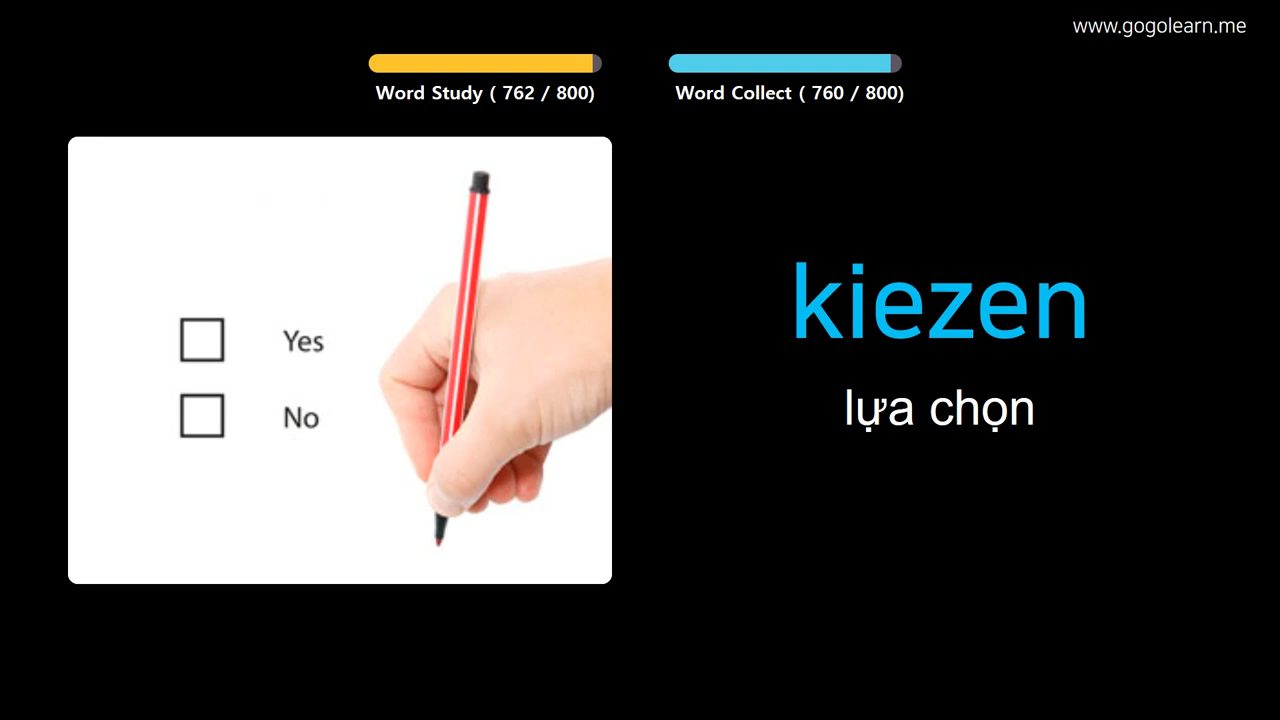 www.gogolearn.me
Word Study ( 762 / 800)
Word Collect ( 760 / 800)
Yes
No
kiezen
lựa chọn